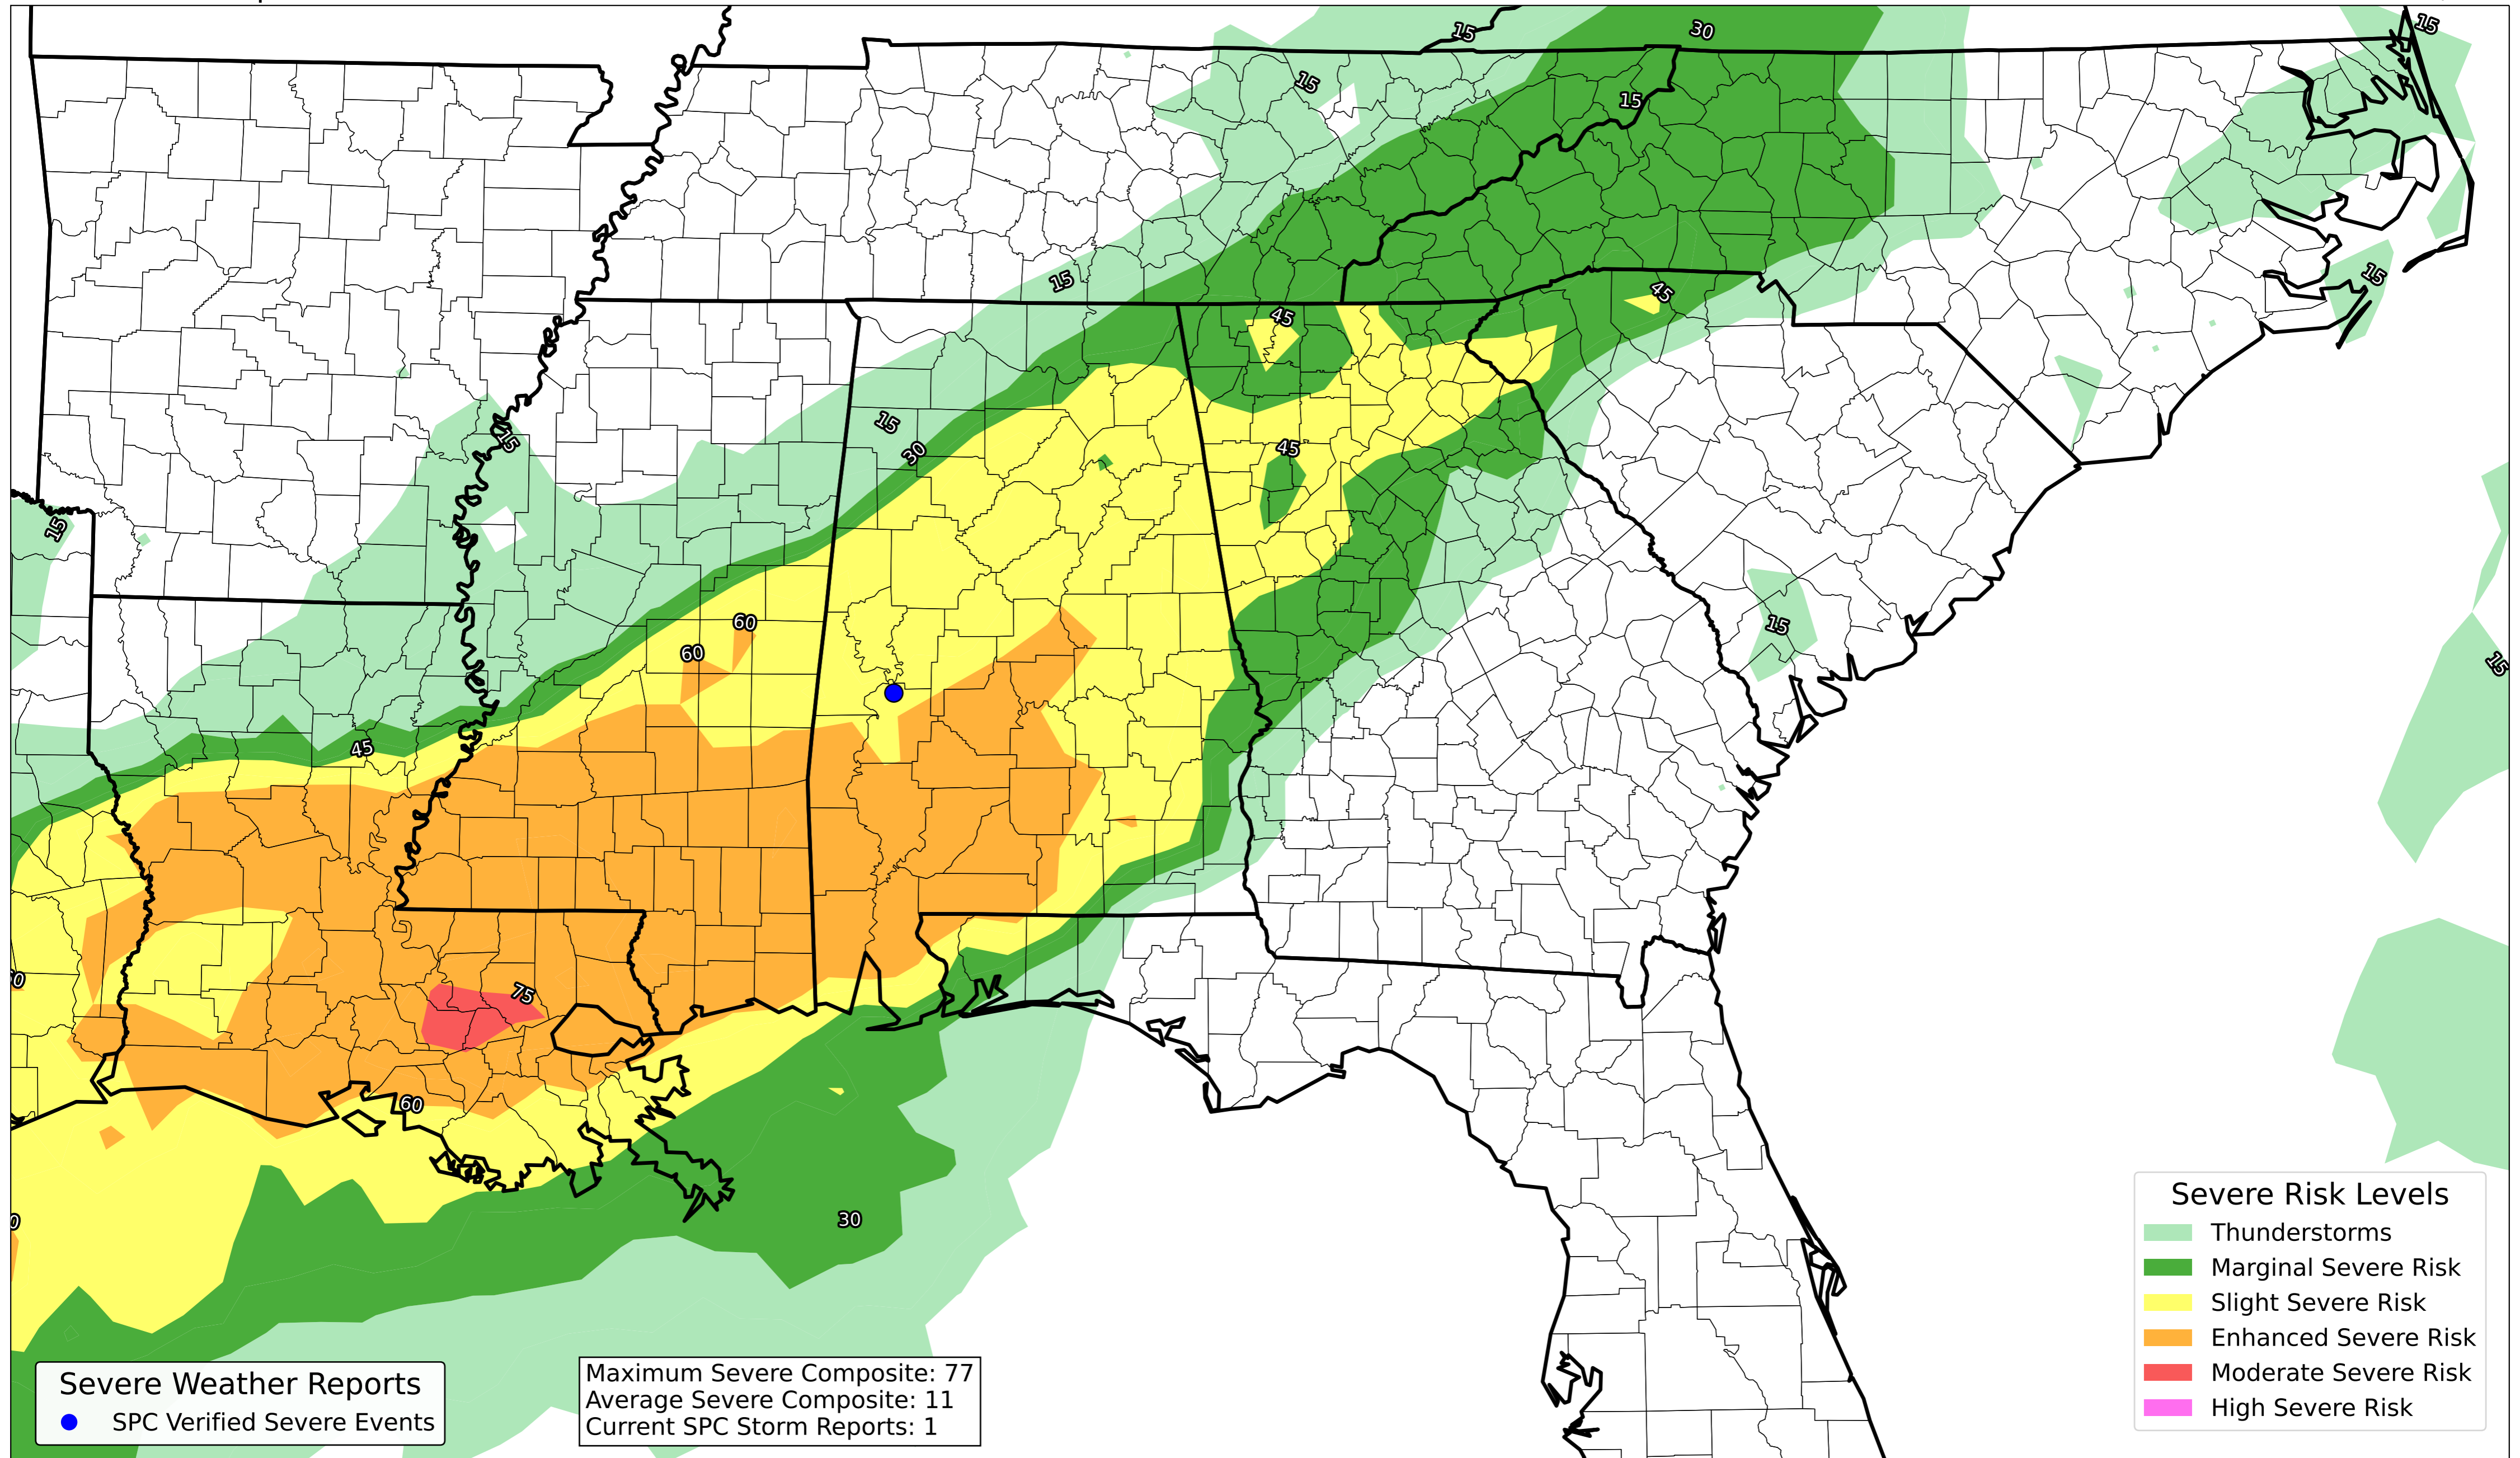 15
30
15
15
15
15
45
45
15
15
30
45
15
15
60
60
15
15
45
75
60
30
Severe Risk Levels
Thunderstorms
Marginal Severe Risk
Slight Severe Risk
Enhanced Severe Risk
Moderate Severe Risk
High Severe Risk
Severe Weather Reports
SPC Verified Severe Events
Maximum Severe Composite: 77
Average Severe Composite: 11
Current SPC Storm Reports: 1